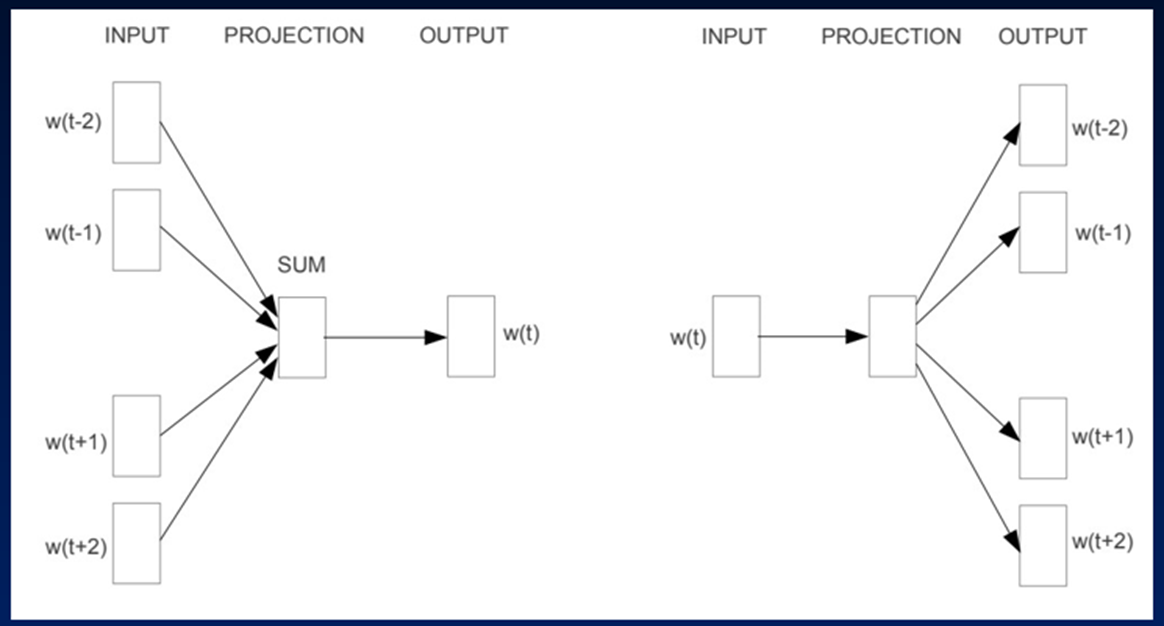 INPUT PROJECTION OUTPUT
w(t-2)
w(t-1)
SUM
w(t)
w(t+1)
w(t+2)
INPUT PROJECTION OUTPUT
w(t-2)
w(t-1)
w(t)
w(t+1)
w(t+2)